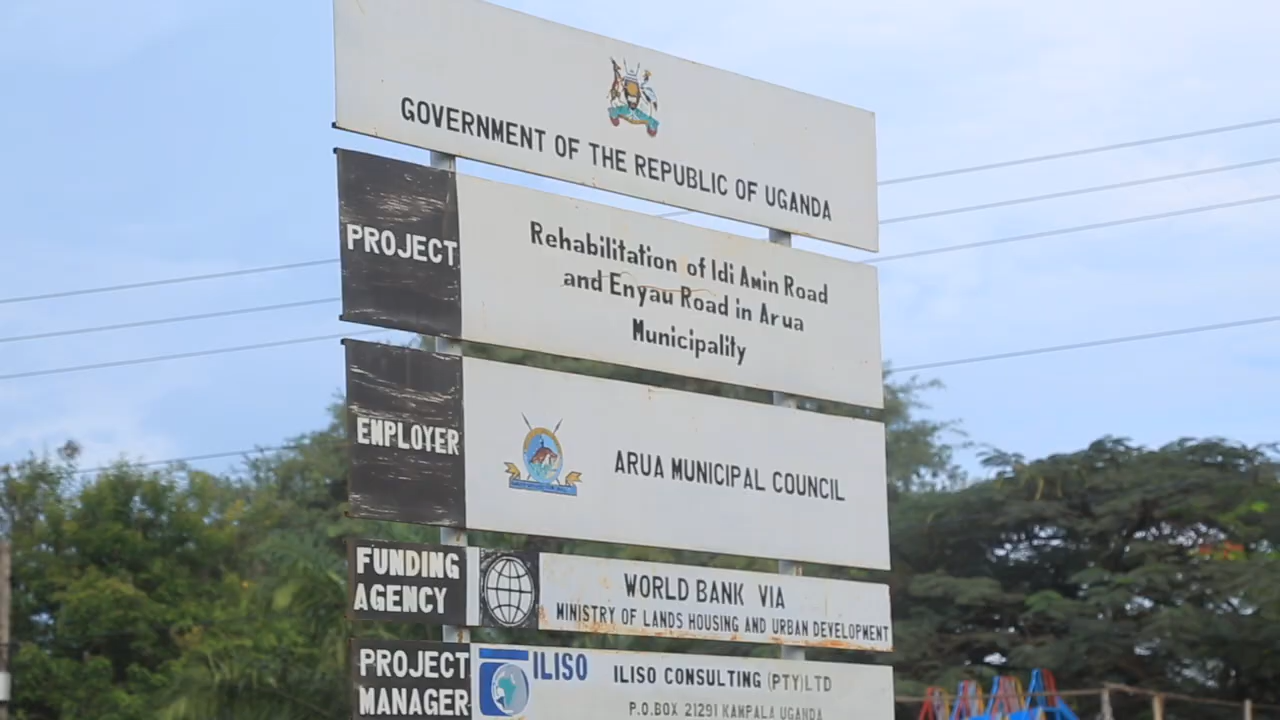 GOVERNMENT OF THE REPUBLIC OF UGANDA
PROJECT
Rehabilitation of Idi Amin Road
and Enyau Road in Arua
Municipality
EMPLOYER
ARUA MUNICIPAL COUNCIL
FUNDING
AGENCY
WORLD BANK VIA
MINISTRY OF LANDS HOUSING AND URBAN DEVELOPMENT
PROJECT
MANAGER
ILISO
ILISO CONSULTING (PTY)LTD
P.O.BOX 21291 KAMPALA UGANDA